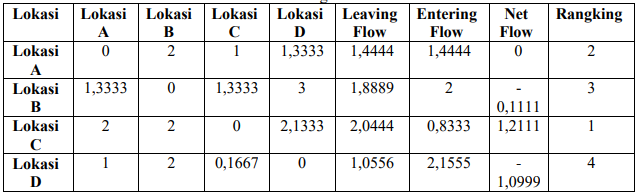 Lokasi Lokasi Lokasi Lokasi Lokasi Leaving Entering Net Rangking
A B C D Flow Flow Flow
Lokasi 0 2 1 1,3333 1,4444 1,4444 0 2
A
Lokasi 1,3333 0 1,3333 3 1,8889 2 - 3
B 0,1111
Lokasi 2 2 0 2,1333 2,0444 0,8333 1,2111 1
C
Lokasi 1 2 0,1667 0 1,0556 2,1555 - 4
D 1,0999